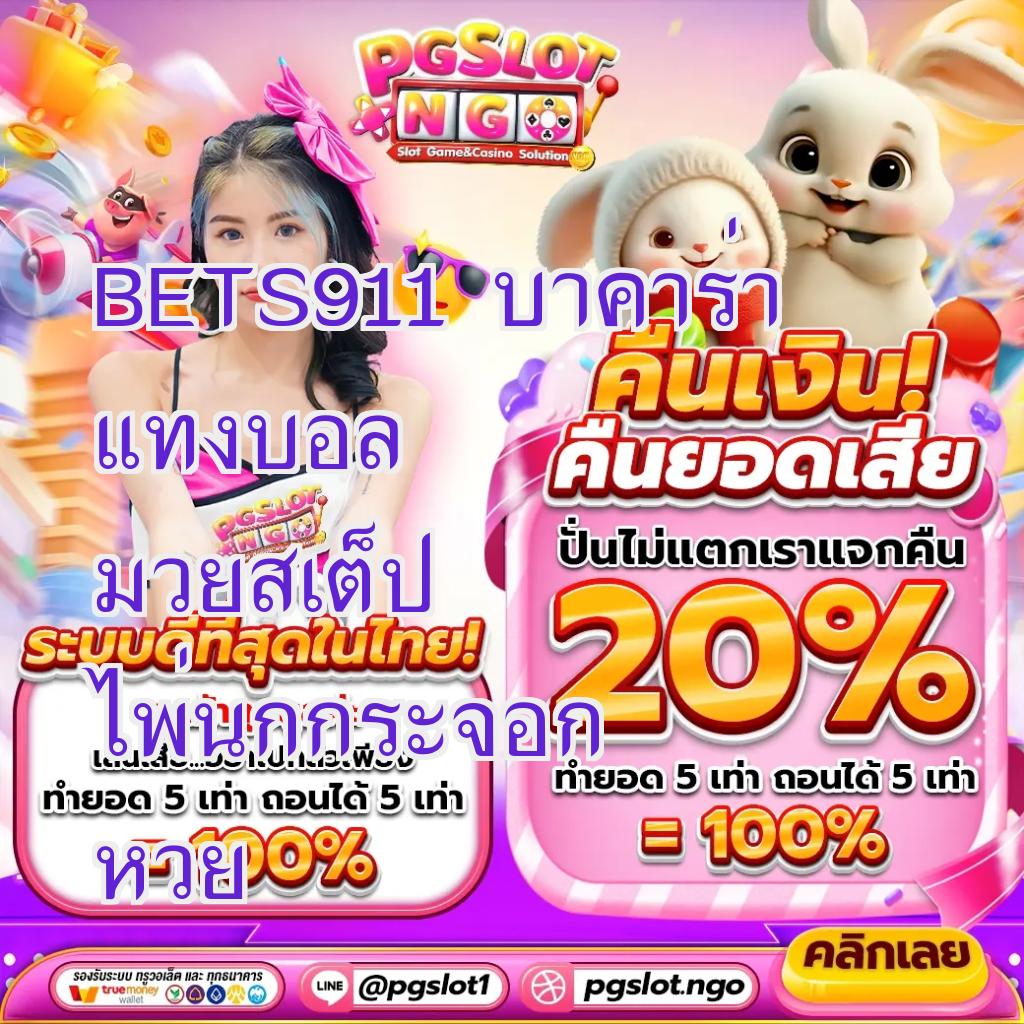 PGSLOT
NGO
Slot Game&Casino Solution
BETS911 บาคาร่า
แทงบอล
มวยสเต็ป
ไพ่นกกระจอก
หวย
PGSLOT
NGO
ระบบดีที่สุดในไทย!
ทำยอด 5 เท่า ถอนได้ 5 เท่า
100%
คืนเงิน!
คืนยอดเสีย
ปั่นไม่แตกเราแจกคืน
20%
ทำยอด 5 เท่า ถอนได้ 5 เท่า
= 100%
คลิกเลย
รองรับระบบ ทรูวอเล็ต และ ทุกธนาคาร
truemoney
wallet
LINE @pgslot1
pgslot.ngo